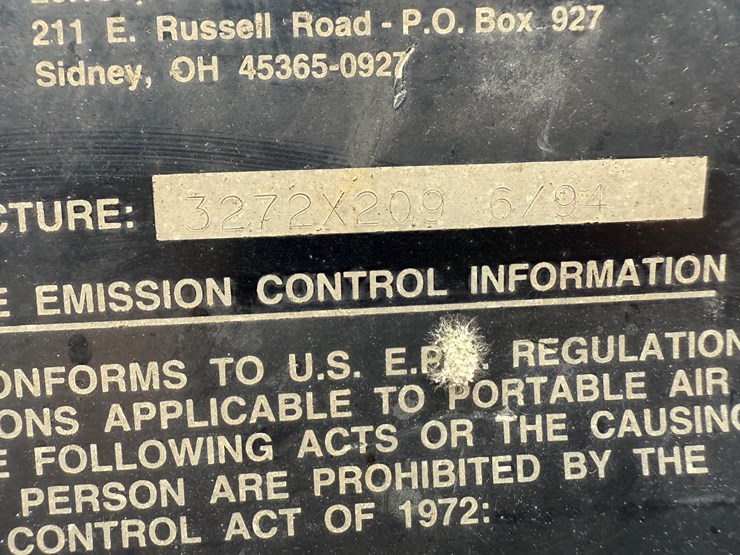 211 E. Russell Road - P.O. Box 927
Sidney, OH 45365-0927
CTURE: 3272X209 6/94
E EMISSION CONTROL INFORMATION
ONFORMS TO U.S. E.P. REGULATION
ONS APPLICABLE TO PORTABLE AIR
E FOLLOWING ACTS OR THE CAUSING
PERSON ARE PROHIBITED BY THE
CONTROL ACT OF 1972: